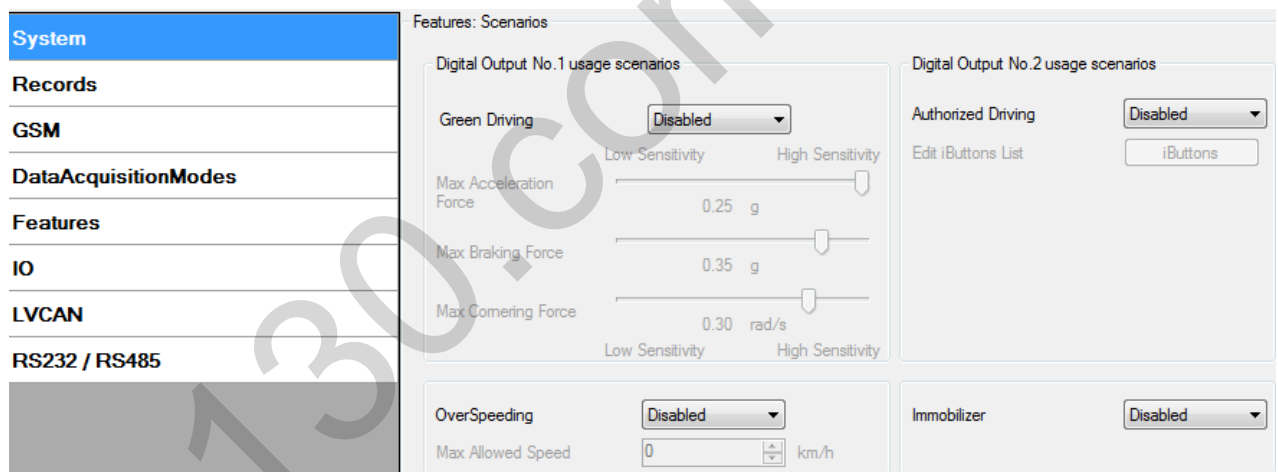 System
Records
GSM
DataAcquisitionModes
Features
IO
LVCAN
RS232 / RS485
Features: Scenarios
Digital Output No.1 usage scenarios
Green Driving Disabled
Low Sensitivity High Sensitivity
Max Acceleration
Force
0.25 g
Max Braking Force
0.35 g
Max Cornering Force
0.30 rad/s
Low Sensitivity High Sensitivity
OverSpeeding Disabled
Max Allowed Speed 0 km/h
Digital Output No.2 usage scenarios
Authorized Driving Disabled
Edit iButtons List iButtons
Immobilizer Disabled
130.com